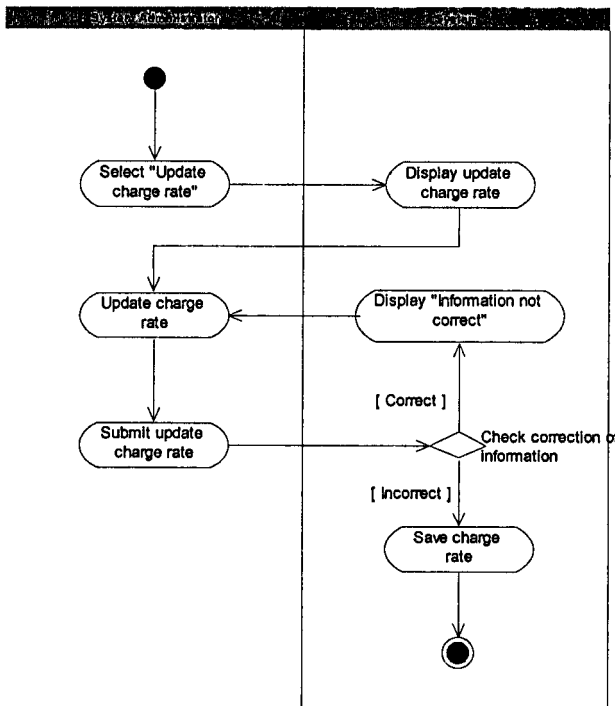 Select "Update
charge rate"
Display update
charge rate
Update charge
rate
Display "Information not
correct"
[ Correct ]
Submit update
charge rate
Check correction
information
[ Incorrect ]
Save charge
rate